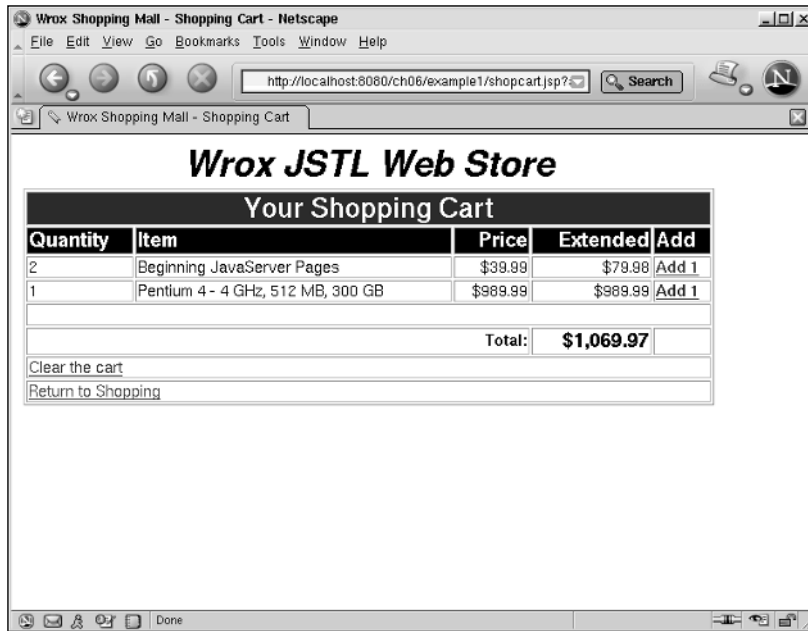 Wrox Shopping Mall - Shopping Cart - Netscape
File Edit View Go Bookmarks Tools Window Help
http://localhost:8080/ch06/example1/shopcart.jsp?
Search
N
Wrox Shopping Mall - Shopping Cart
Wrox JSTL Web Store
Your Shopping Cart
Quantity Item Price Extended Add
2 Beginning JavaServer Pages $39.99 $79.98 Add 1
1 Pentium 4 - 4 GHz, 512 MB, 300 GB $989.99 $989.99 Add 1
Total: $1,069.97
Clear the cart
Return to Shopping
Done